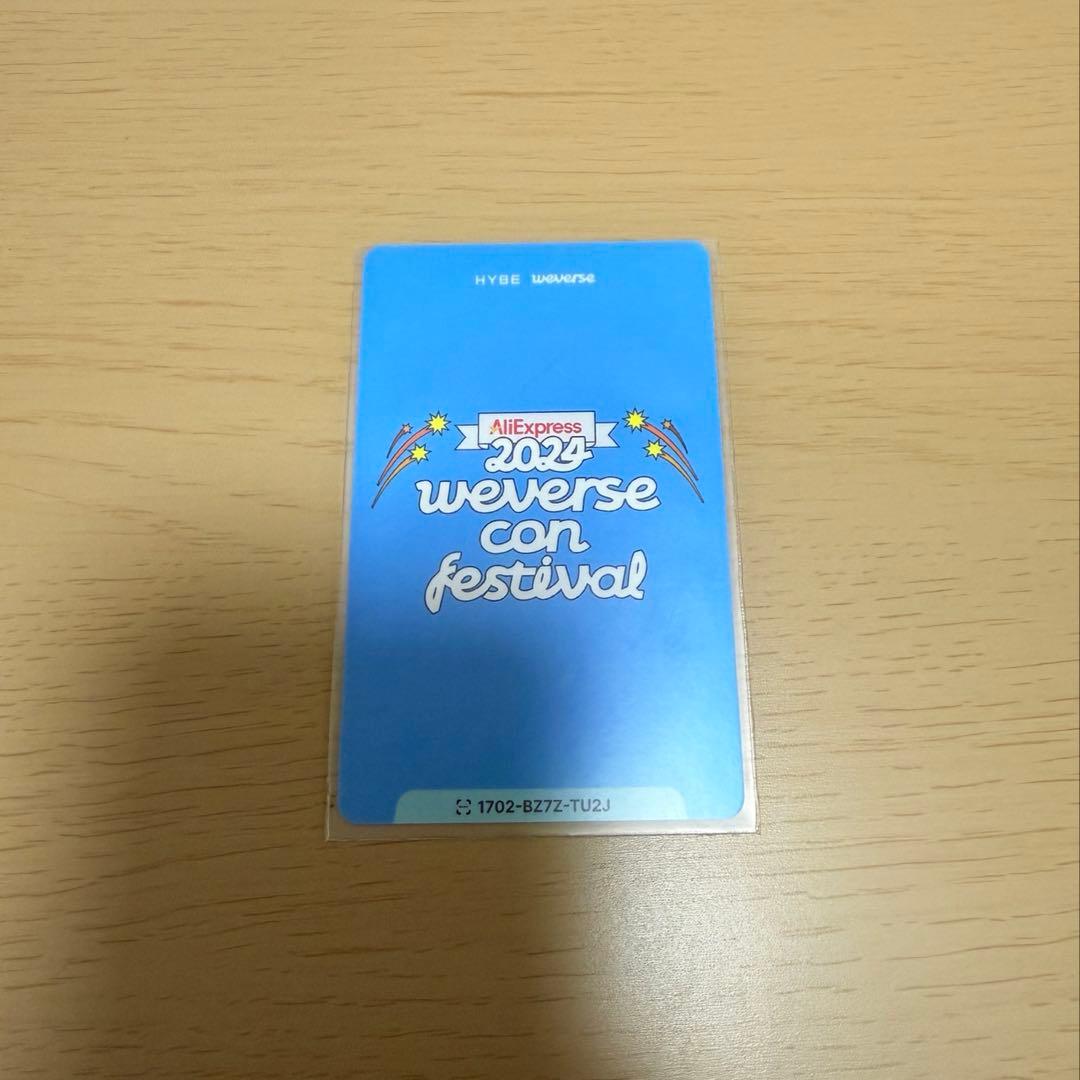 HYBE weverse
AliExpress
2024
weverse
con
festival
1702-BZ7Z-TU2J